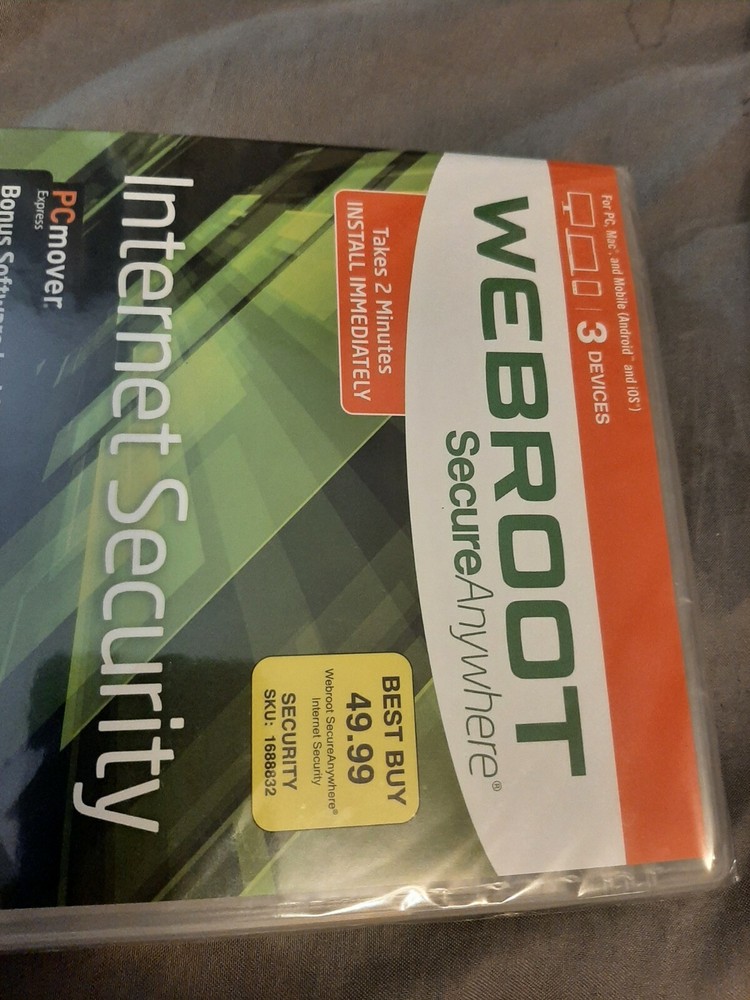 For PC, Mac®, and Mobile (Android™ and iOS®)
3 DEVICES
WEBROOT
SecureAnywhere®
Takes 2 Minutes
INSTALL IMMEDIATELY
BEST BUY
49.99
Webroot SecureAnywhere®
Internet Security
SECURITY
SKU: 1688832
Internet Security
PCmover
Express
Bonus Software